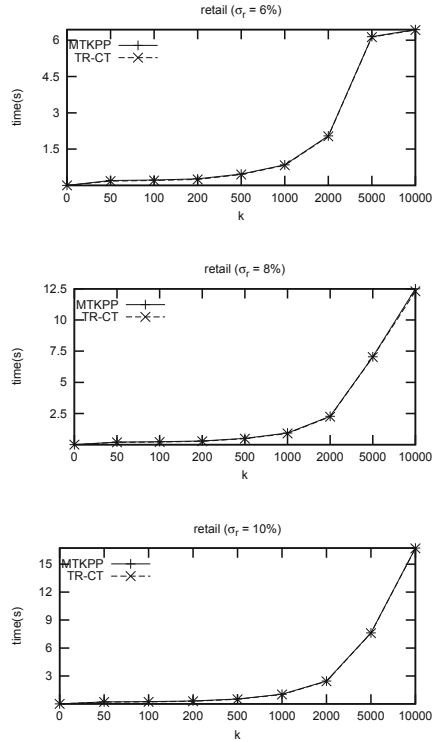 retail (σr = 6%)
MTKPP
TR-CT
6
4.5
3
1.5
time(s)
0 50 100 200 500 1000 2000 5000 10000
k
retail (σr = 8%)
MTKPP
TR-CT
12.5
10
7.5
5
2.5
time(s)
0 50 100 200 500 1000 2000 5000 10000
k
retail (σr = 10%)
MTKPP
TR-CT
15
12
9
6
3
time(s)
0 50 100 200 500 1000 2000 5000 10000
k